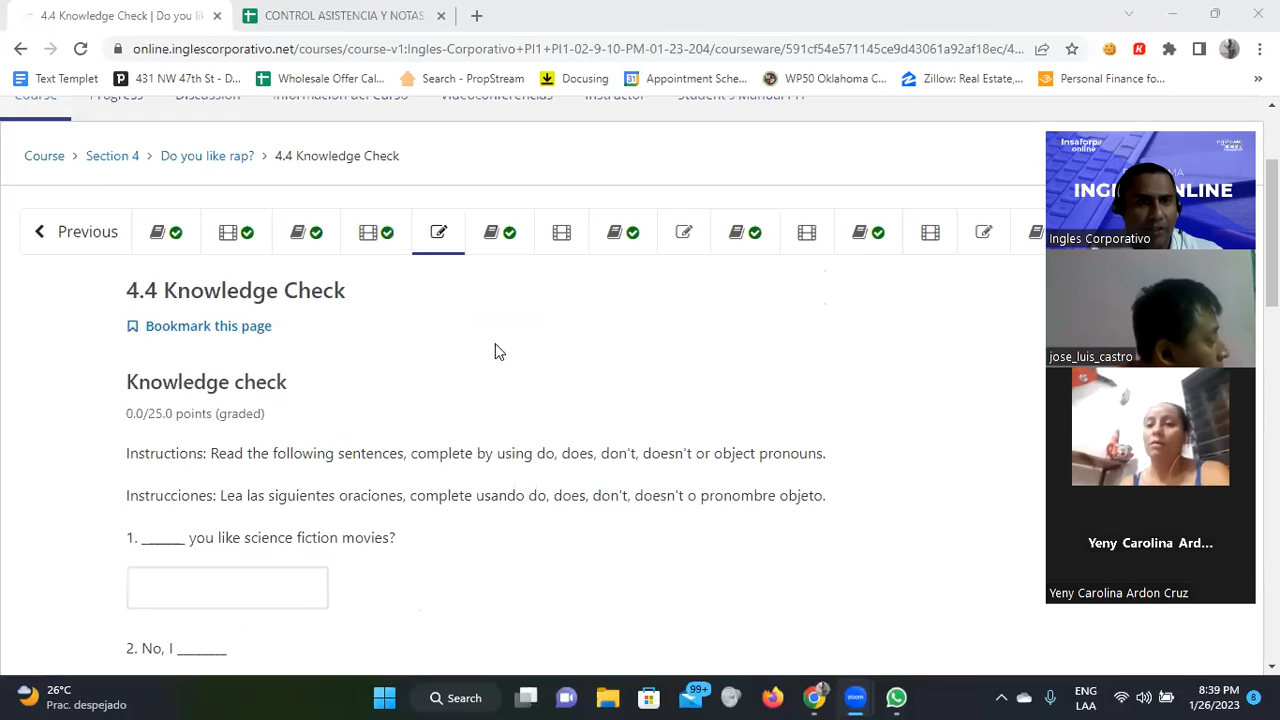 4.4 Knowledge Check | Do you li
CONTROL ASISTENCIA Y NOTAS
online.inglescorporativo.net/courses/course-v1:Ingles-Corporativo+PI1+PI1-02-9-10-PM-01-23-204/courseware/591cf54e571145ce9d43061a92af18ec/4...
Text Templet
431 NW 47th St - D...
Wholesale Offer Cal...
Search - PropStream
Docusing
Appointment Sche...
WP50 Oklahoma C...
Zillow: Real Estate,...
Personal Finance fo...
»
Course Progress Discussion Información del Curso Videoconferencias Instructor Student's Manual PI1
Course > Section 4 > Do you like rap? > 4.4 Knowledge Check
Previous
INGL NLINE
Ingles Corporativo
jose_luis_castro
Yeny Carolina Ard...
Yeny Carolina Ardon Cruz
4.4 Knowledge Check
Bookmark this page
Knowledge check
0.0/25.0 points (graded)
Instructions: Read the following sentences, complete by using do, does, don't, doesn't or object pronouns.
Instrucciones: Lea las siguientes oraciones, complete usando do, does, don't, doesn't o pronombre objeto.
1. ______ you like science fiction movies?
2. No, I ________
26°C
Prac. despejado
Search
99+
ENG
LAA
8:39 PM
1/26/2023
8